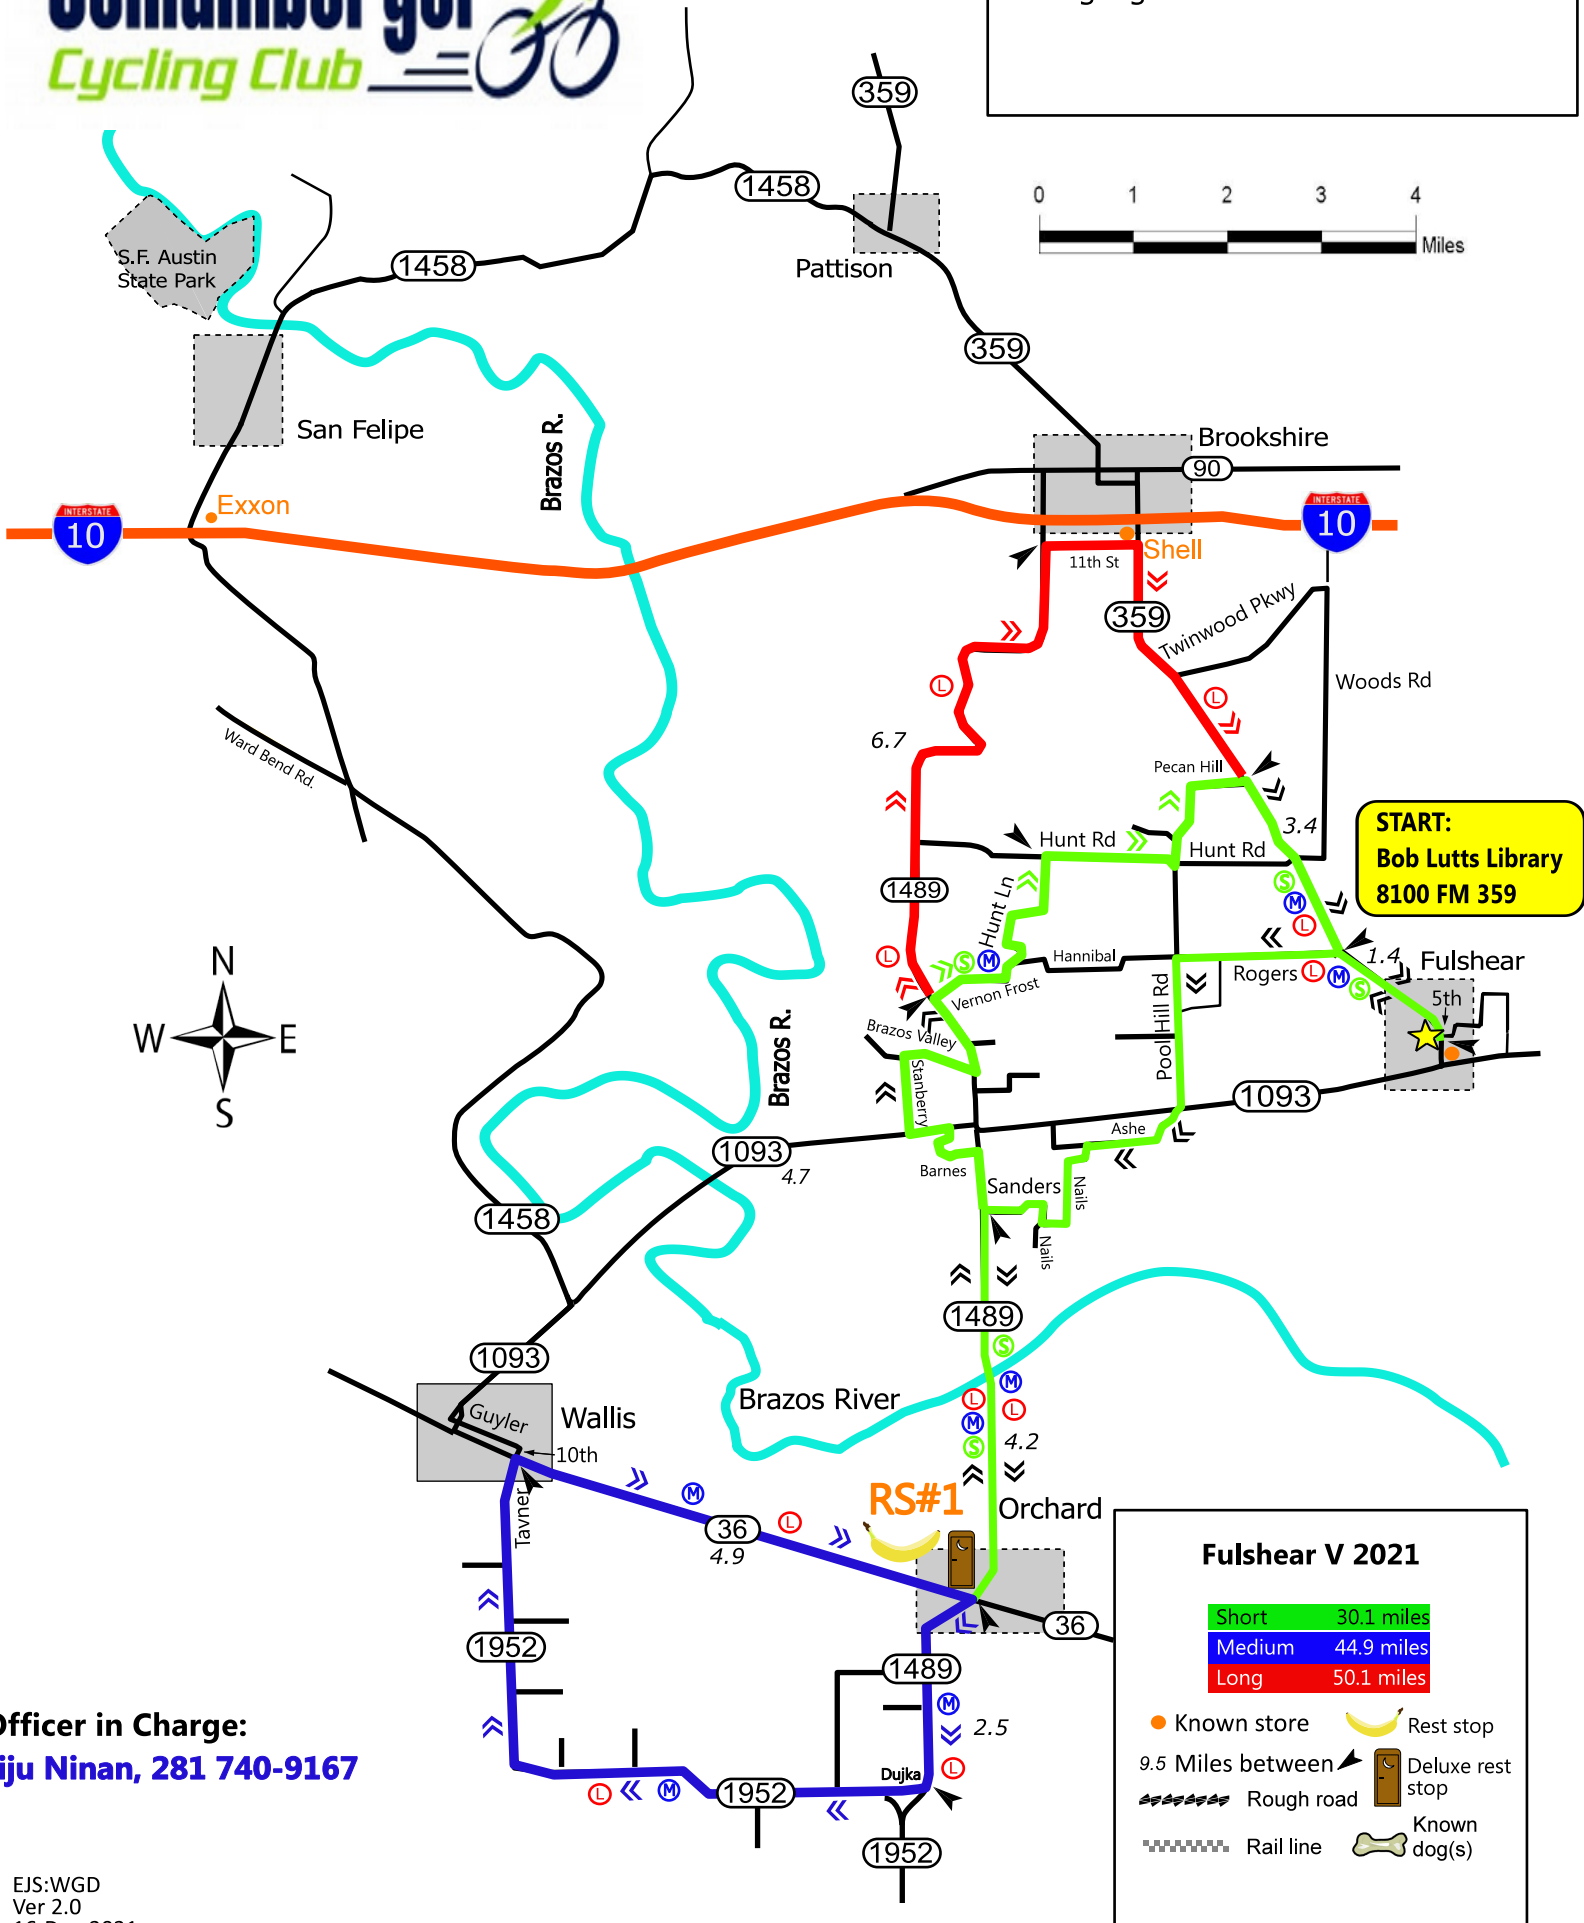 Cycling Club
0 1 2 3 4
Miles
359
1458
S.F. Austin
State Park
1458
Pattison
359
San Felipe
Brazos R.
Brookshire
90
Exxon
INTERSTATE
10
INTERSTATE
10
Shell
11th St
359
Twinwood Pkwy
Woods Rd
L
L
Ward Bend Rd.
6.7
Pecan Hill
3.4
START:
Bob Lutts Library
8100 FM 359
Hunt Rd
Hunt Rd
1489
Hunt Ln
S
M
L
N
W E
S
L
S M
Hannibal
Vernon Frost
Rogers
L M S
1.4
Fulshear
5th
Brazos R.
Brazos Valley
Stanberry
Pool Hill Rd
1093
1093
4.7
Ashe
Barnes
Sanders
Nails
Nails
1458
1489
S
1093
Brazos River
L
M
S
M
L
4.2
Guyler
Wallis
10th
Tavner
M
36
L
4.9
RS#1
Orchard
36
1952
1489
M
2.5
L
Dujka
L
M
1952
1952
Fulshear V 2021
Short 30.1 miles
Medium 44.9 miles
Long 50.1 miles
Known store
Rest stop
9.5 Miles between
Deluxe rest
stop
Rough road
Rail line
Known
dog(s)
Officer in Charge:
iju Ninan, 281 740-9167
EJS:WGD
Ver 2.0